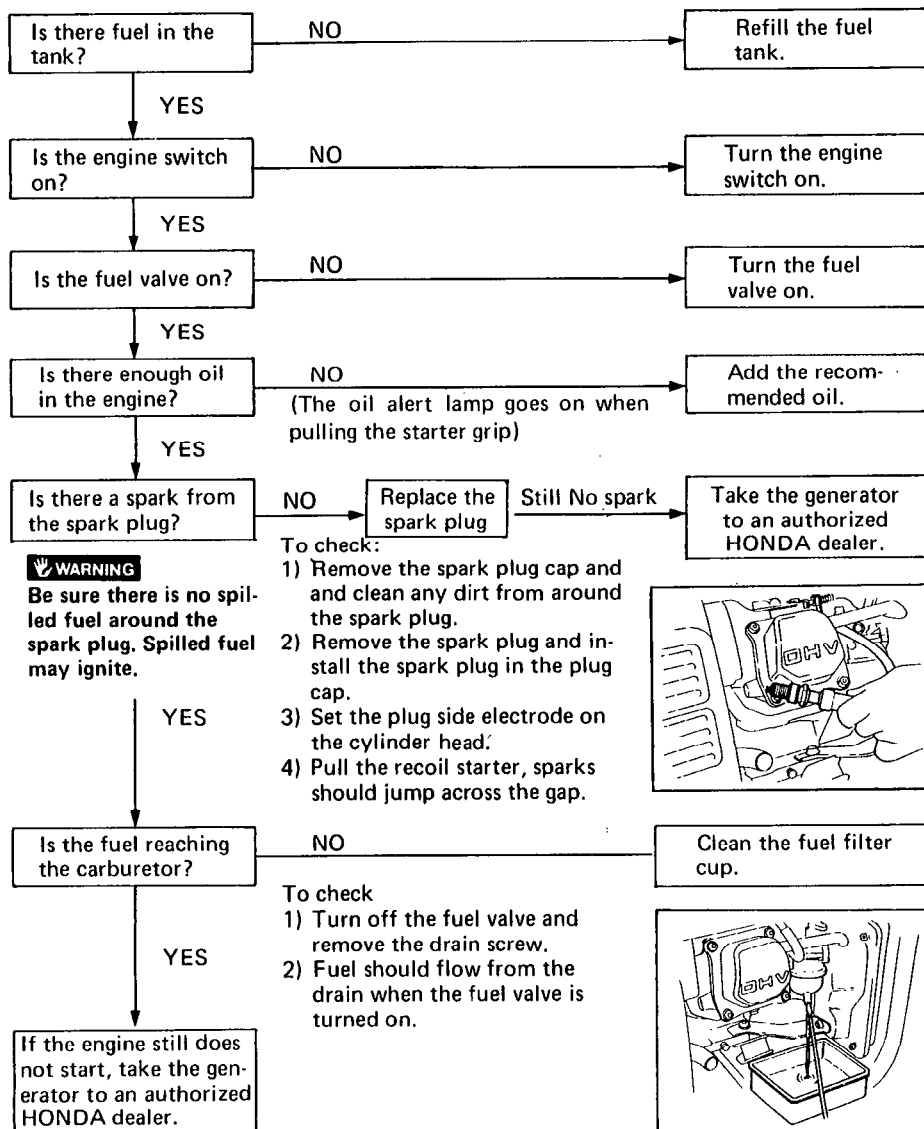 Is there fuel in the
tank?
NO
Refill the fuel
tank.
YES
Is the engine switch
on?
NO
Turn the engine
switch on.
YES
Is the fuel valve on?
NO
Turn the fuel
valve on.
YES
Is there enough oil
in the engine?
NO
(The oil alert lamp goes on when
pulling the starter grip)
Add the recom-
mended oil.
YES
Is there a spark from
the spark plug?
NO
Replace the
spark plug
Still No spark
Take the generator
to an authorized
HONDA dealer.
WARNING
Be sure there is no spil-
led fuel around the
spark plug. Spilled fuel
may ignite.
To check:
1) Remove the spark plug cap and
and clean any dirt from around
the spark plug.
2) Remove the spark plug and in-
stall the spark plug in the plug
cap.
3) Set the plug side electrode on
the cylinder head.
4) Pull the recoil starter, sparks
should jump across the gap.
OHV
YES
Is the fuel reaching
the carburetor?
NO
Clean the fuel filter
cup.
To check
1) Turn off the fuel valve and
remove the drain screw.
2) Fuel should flow from the
drain when the fuel valve is
turned on.
OHV
YES
If the engine still does
not start, take the gen-
erator to an authorized
HONDA dealer.